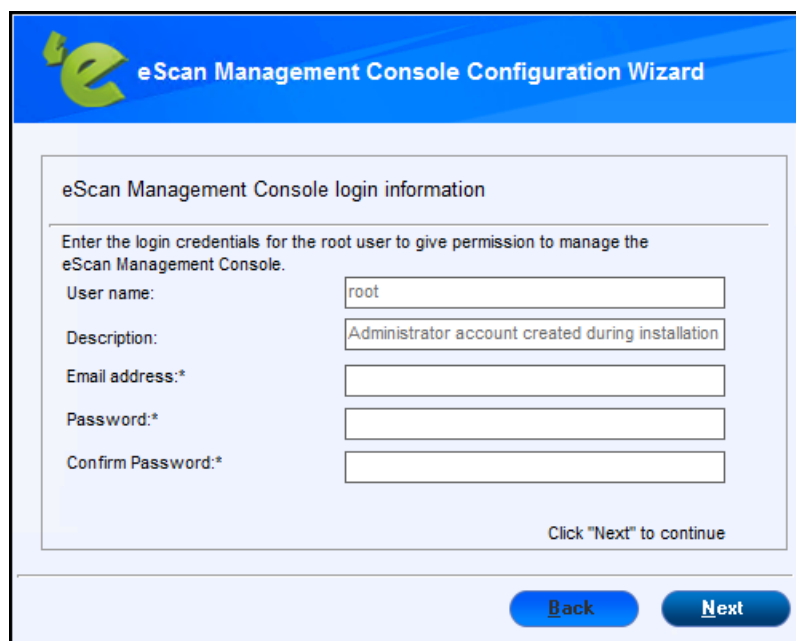 eScan Management Console Configuration Wizard
eScan Management Console login information
Enter the login credentials for the root user to give permission to manage the
eScan Management Console.
User name:
root
Description:
Administrator account created during installation
Email address:*
Password:*
Confirm Password:*
Click "Next" to continue
Back
Next